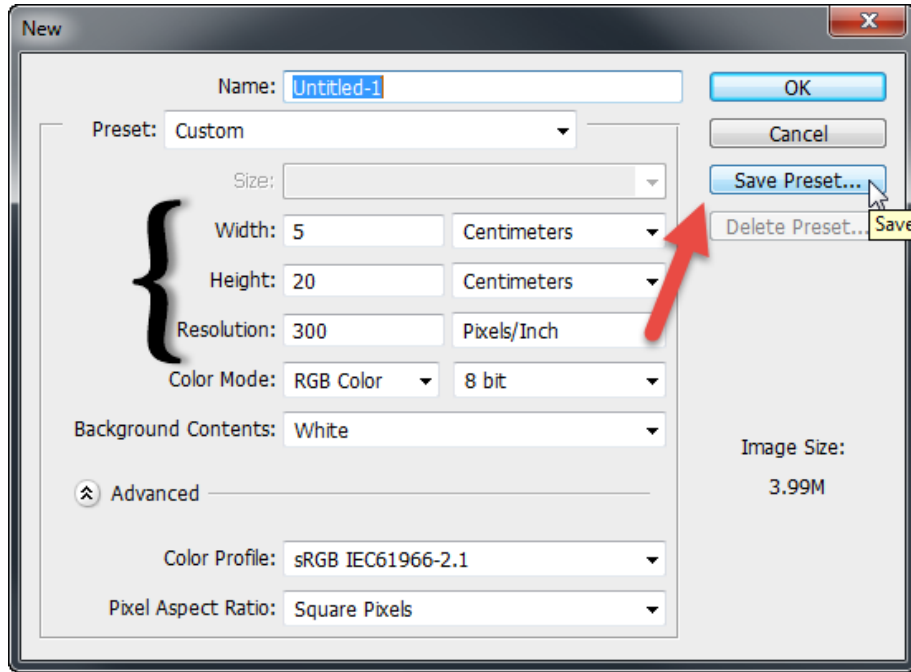 New
Name: Untitled-1
OK
Preset: Custom
Cancel
Size:
Save Preset...
Width: 5 Centimeters
Delete Preset... Save
Height: 20 Centimeters
Resolution: 300 Pixels/Inch
Color Mode: RGB Color 8 bit
Background Contents: White
Image Size:
3.99M
Advanced
Color Profile: sRGB IEC61966-2.1
Pixel Aspect Ratio: Square Pixels